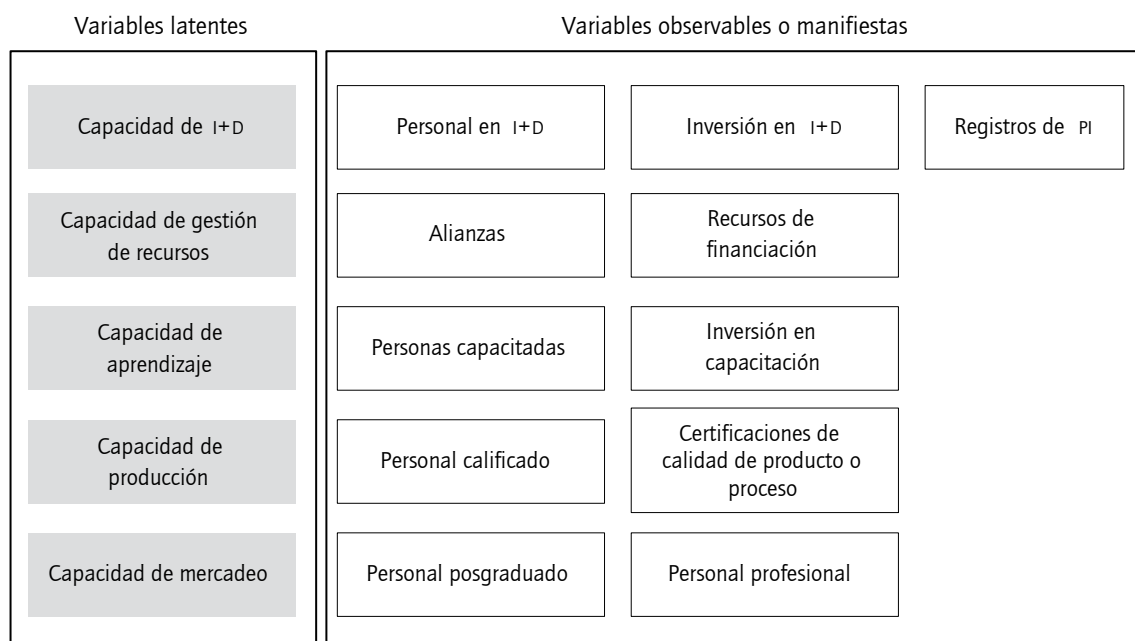 Variables latentes
Variables observables o manifiestas
Capacidad de I+D
Personal en I+D
Inversión en I+D
Registros de PI
Capacidad de gestión
de recursos
Alianzas
Recursos de
financiación
Capacidad de
aprendizaje
Personas capacitadas
Inversión en
capacitación
Capacidad de
producción
Personal calificado
Certificaciones de
calidad de producto o
proceso
Capacidad de mercadeo
Personal posgraduado
Personal profesional